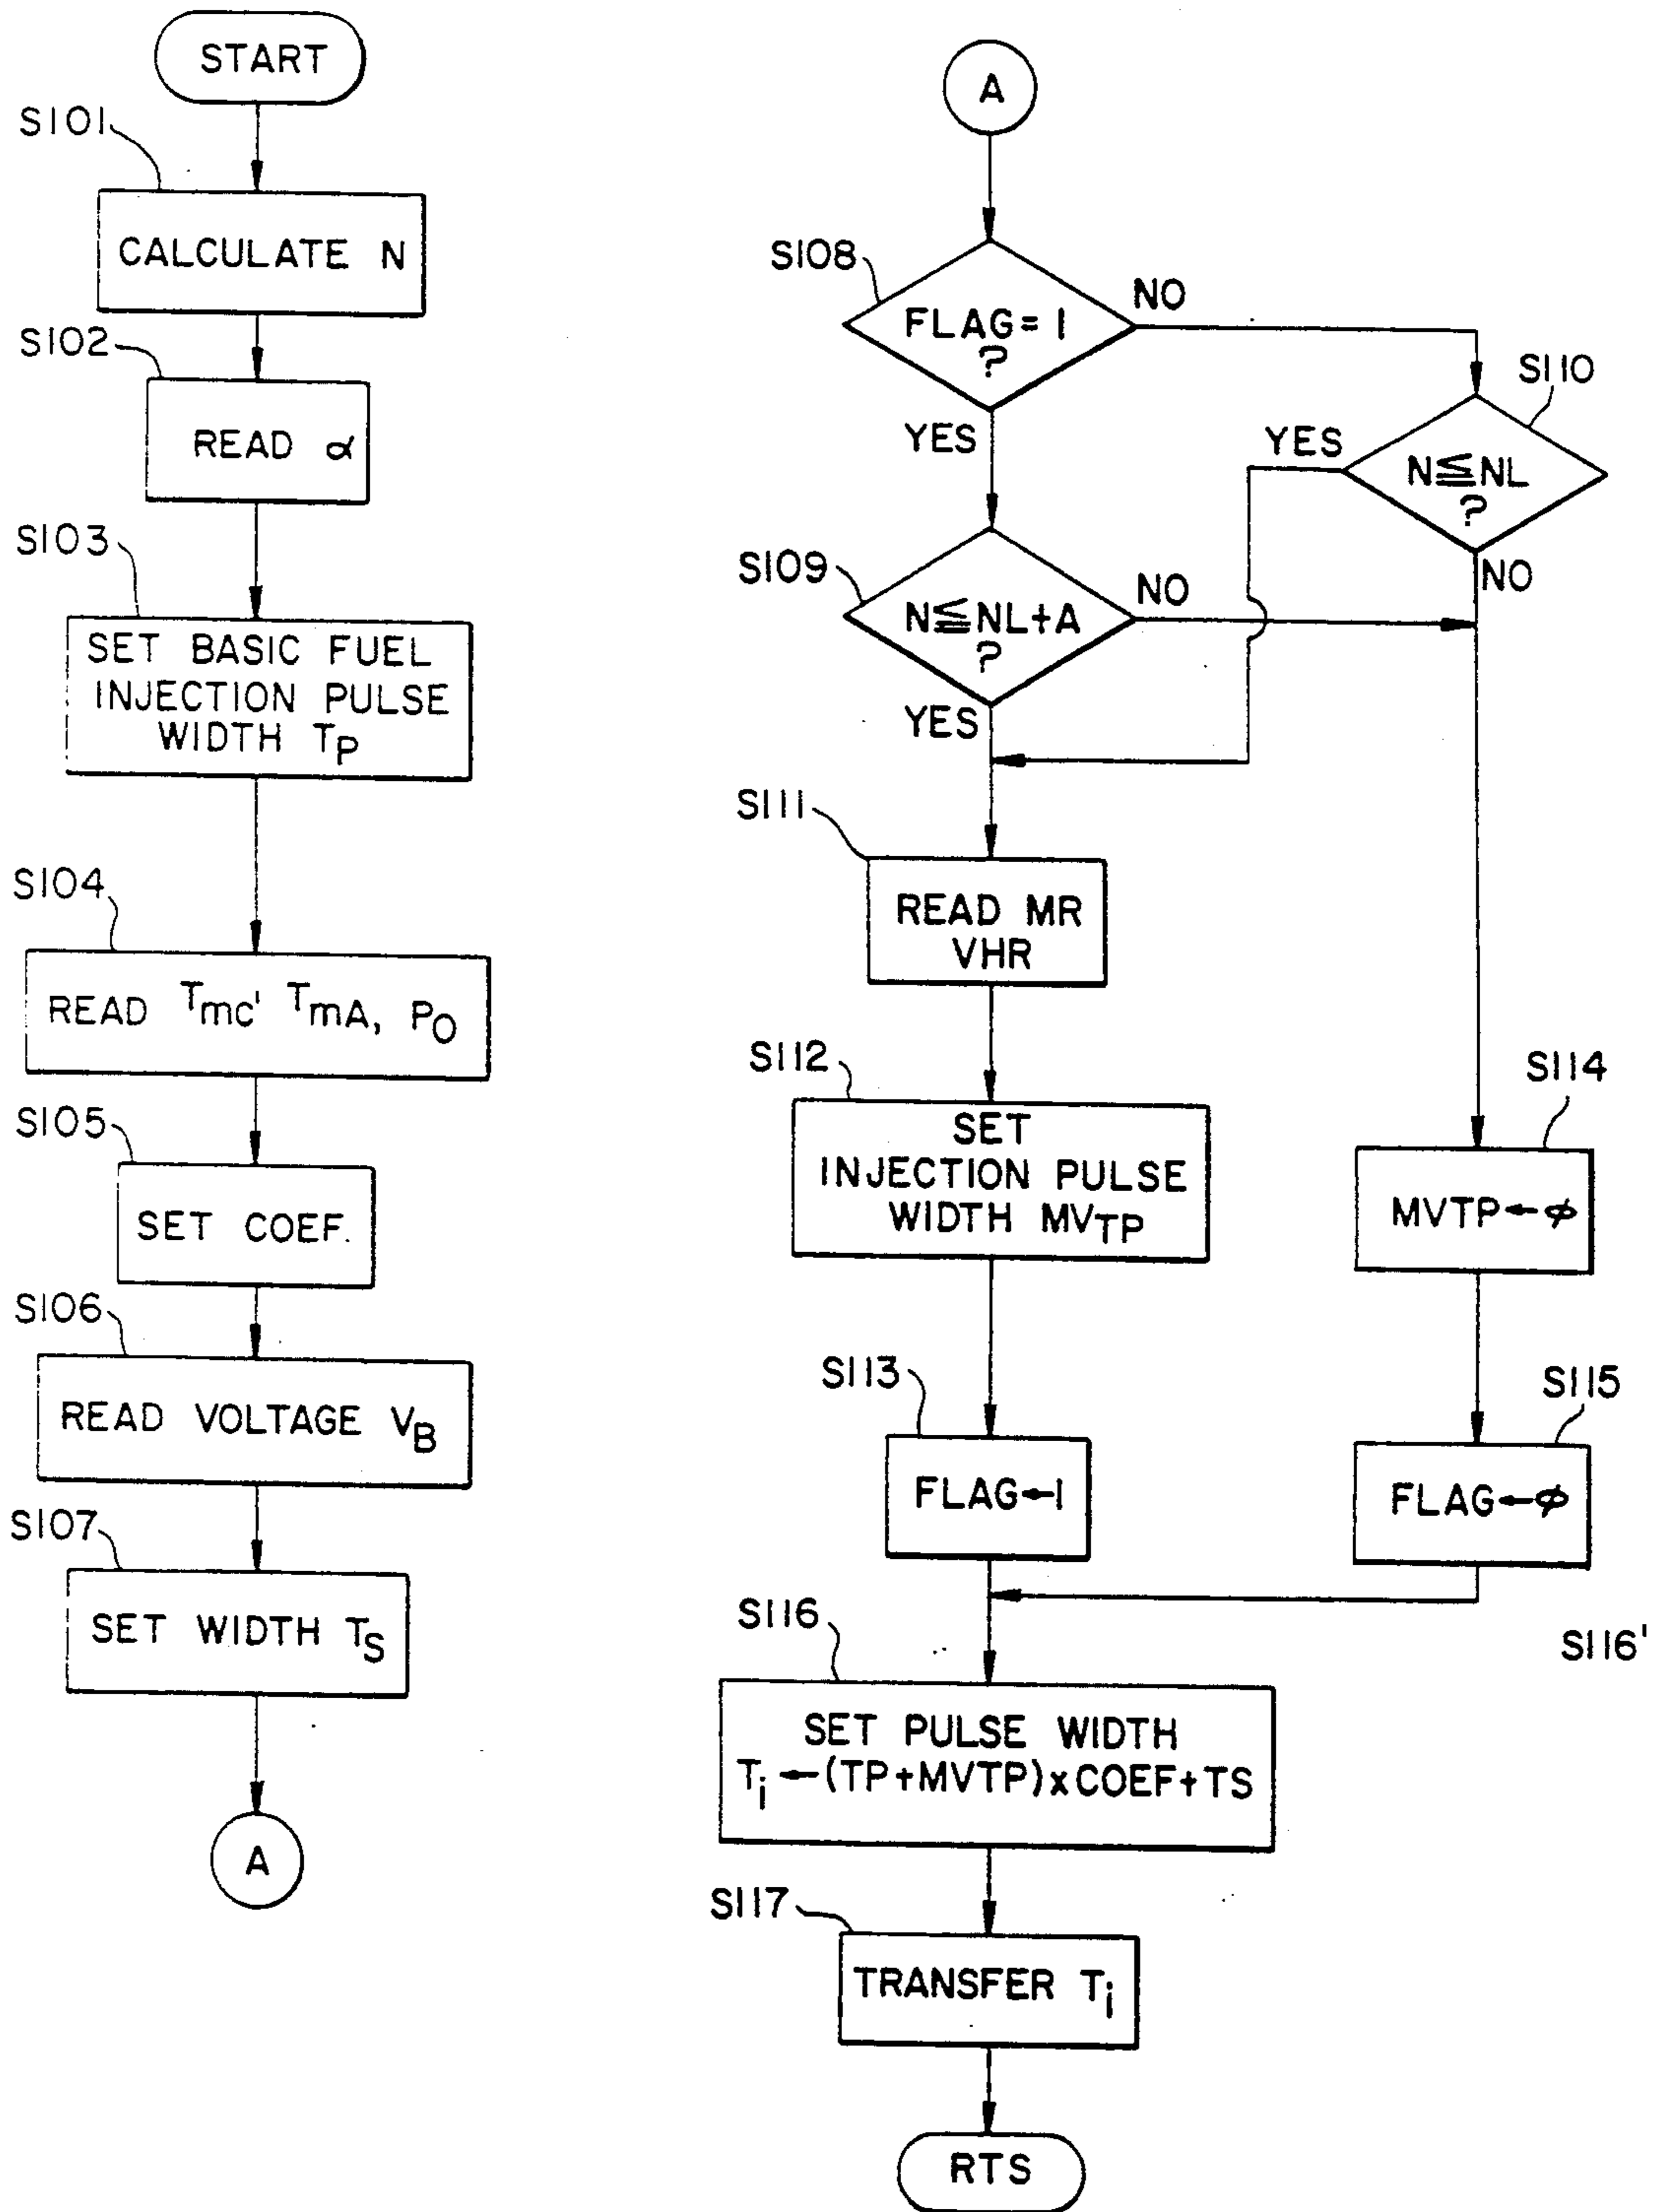 START
S101
CALCULATE N
S102
READ α
S103
SET BASIC FUEL
INJECTION PULSE
WIDTH TP
S104
READ Tmc' TmA, PO
S105
SET COEF.
S106
READ VOLTAGE VB
S107
SET WIDTH TS
A
A
S108
FLAG=1
?
NO
YES
S110
N≦NL
?
YES
NO
S109
N≦NL+A
?
NO
YES
S111
READ MR
VHR
S112
SET
INJECTION PULSE
WIDTH MVTP
S114
MVTP←φ
S113
FLAG←1
S115
FLAG←φ
S116
S116'
SET PULSE WIDTH
Ti←(TP+MVTP)xCOEF+TS
S117
TRANSFER Ti
RTS